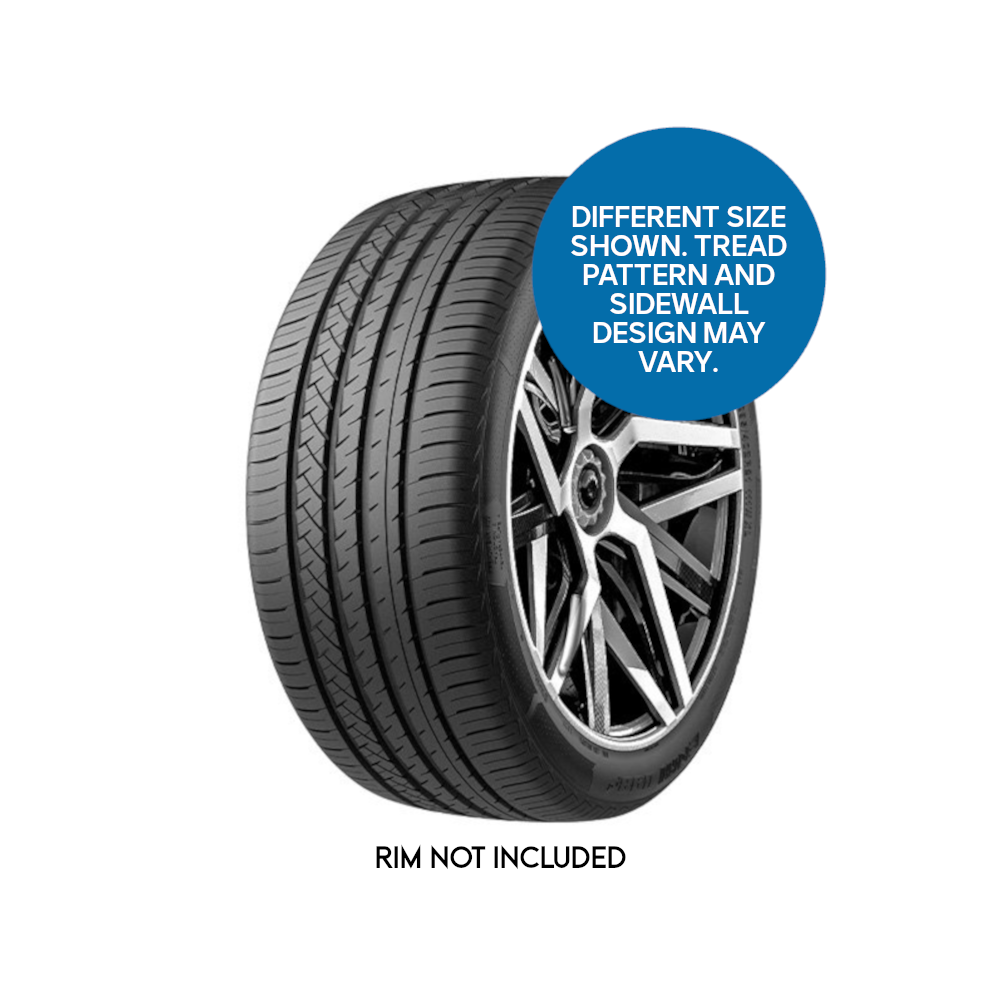 DIFFERENT SIZE
SHOWN. TREAD
PATTERN AND
SIDEWALL
DESIGN MAY
VARY.
RIM NOT INCLUDED